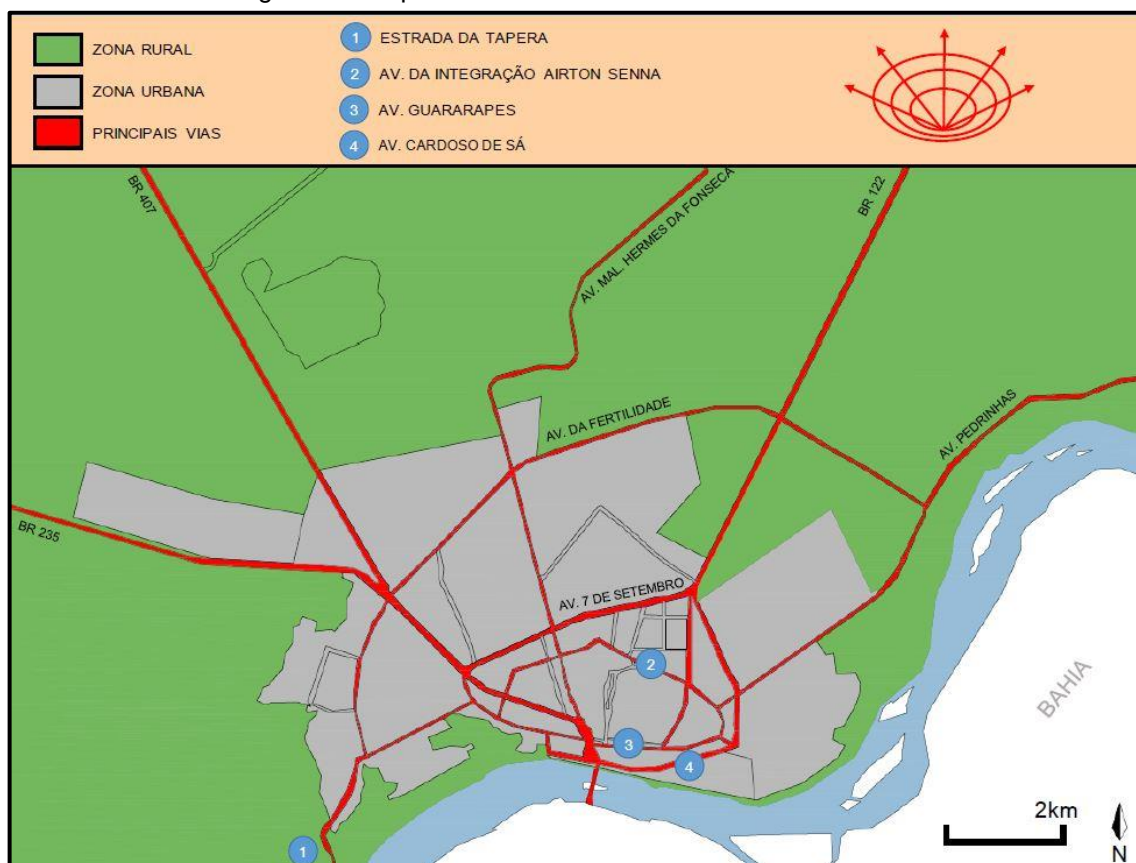 ZONA RURAL
ZONA URBANA
PRINCIPAIS VIAS
1 ESTRADA DA TAPERA
2 AV. DA INTEGRAÇÃO AIRTON SENNA
3 AV. GUARARAPES
4 AV. CARDOSO DE SÁ
BR 407
AV. MAL. HERMES DA FONSECA
BR 122
AV. DA FERTILIDADE
AV. PEDRINHAS
BR 235
AV. 7 DE SETEMBRO
2
BAHIA
3
4
2km
N
1